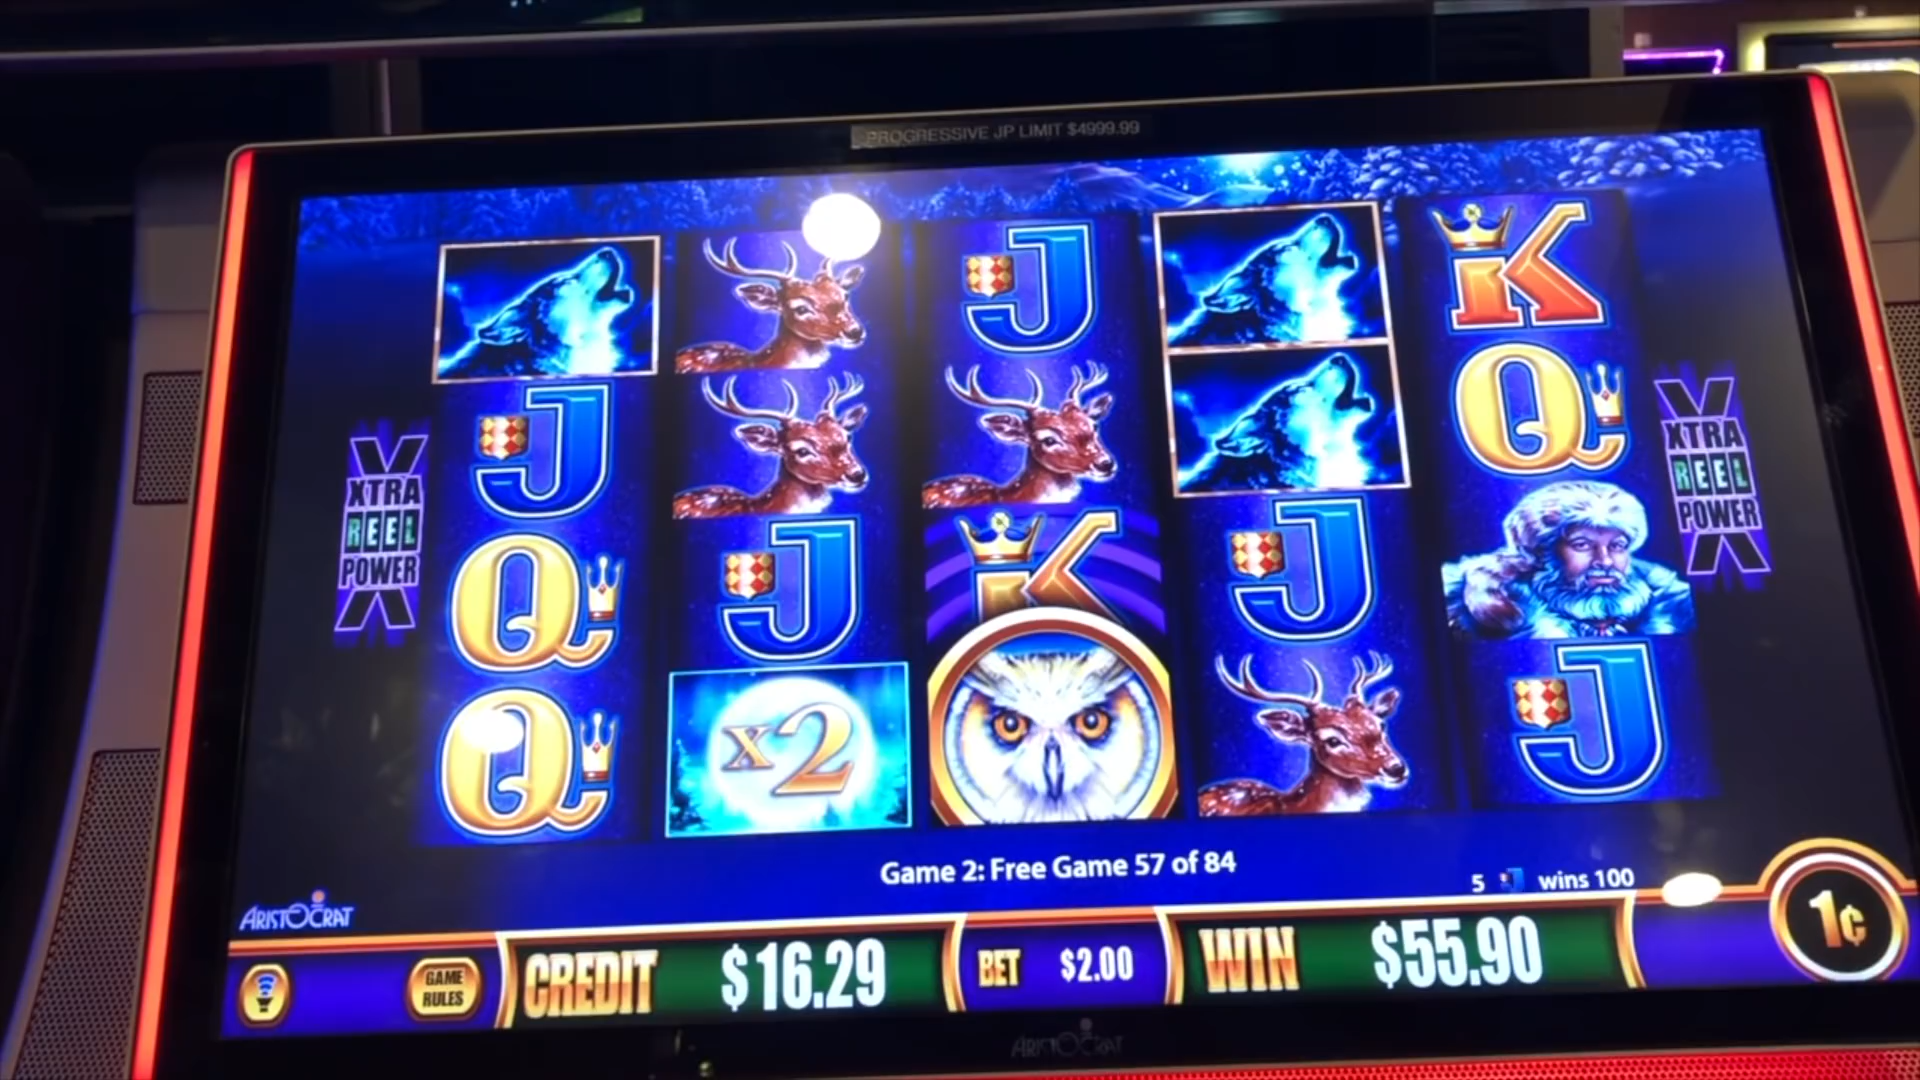 PROGRESSIVE JP LIMIT $4999.99
J
K
J
Q
XTRA
REEL
POWER
XTRA
REEL
POWER
Q
J
K
J
Q
x2
J
Game 2: Free Game 57 of 84
5 J wins 100
ARISTOCRAT
1¢
GAME
RULES
CREDIT $16.29
BET $2.00
WIN $55.90
ARISTOCRAT